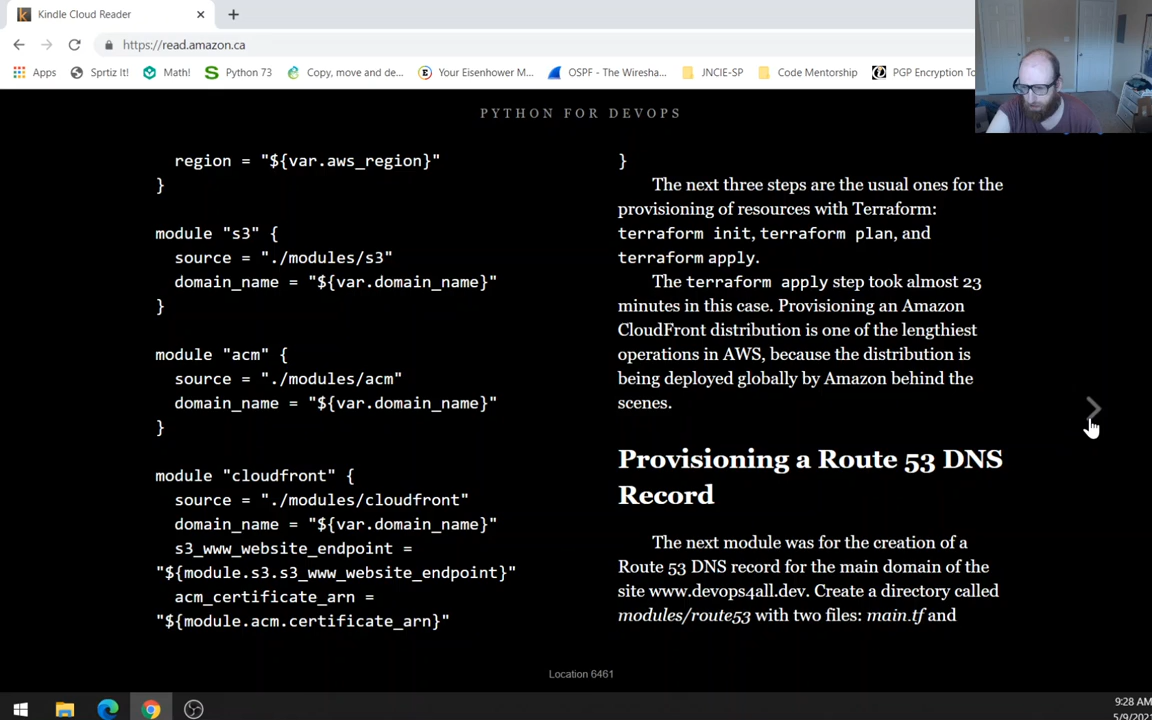 Kindle Cloud Reader
https://read.amazon.ca
Apps
Sprtiz It!
Math!
Python 73
Copy, move and de...
Your Eisenhower M...
OSPF - The Wiresha...
JNCIE-SP
Code Mentorship
PGP Encryption To
PYTHON FOR DEVOPS
region = "${var.aws_region}"
}
module "s3" {
source = "./modules/s3"
domain_name = "${var.domain_name}"
}
module "acm" {
source = "./modules/acm"
domain_name = "${var.domain_name}"
}
module "cloudfront" {
source = "./modules/cloudfront"
domain_name = "${var.domain_name}"
s3_www_website_endpoint =
"${module.s3.s3_www_website_endpoint}"
acm_certificate_arn =
"${module.acm.certificate_arn}"
}
The next three steps are the usual ones for the
provisioning of resources with Terraform:
terraform init, terraform plan, and
terraform apply.
The terraform apply step took almost 23
minutes in this case. Provisioning an Amazon
CloudFront distribution is one of the lengthiest
operations in AWS, because the distribution is
being deployed globally by Amazon behind the
scenes.
Provisioning a Route 53 DNS
Record
The next module was for the creation of a
Route 53 DNS record for the main domain of the
site www.devops4all.dev. Create a directory called
modules/route53 with two files: main.tf and
Location 6461
9:28 AM
5/9/202